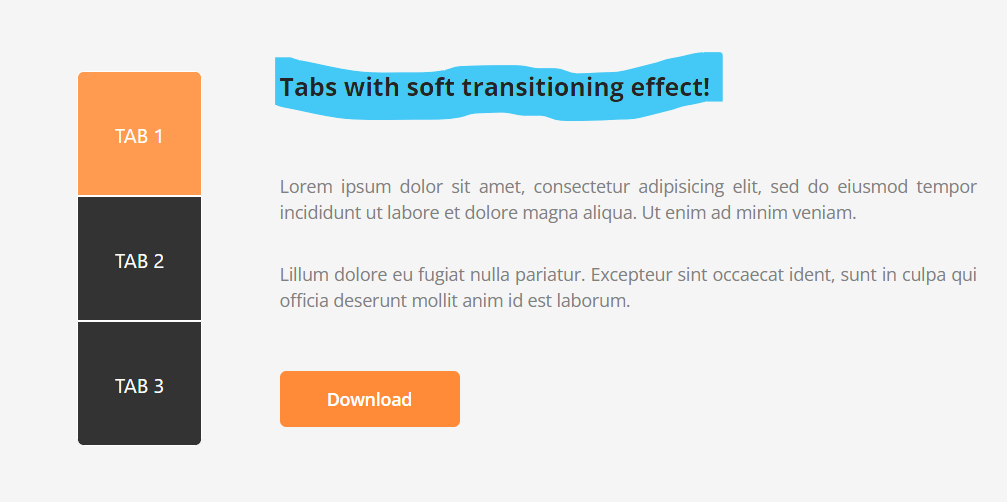 Tabs with soft transitioning effect!
TAB 1
Lorem ipsum dolor sit amet, consectetur adipisicing elit, sed do eiusmod tempor
incididunt ut labore et dolore magna aliqua. Ut enim ad minim veniam.
TAB 2
Lillum dolore eu fugiat nulla pariatur. Excepteur sint occaecat ident, sunt in culpa qui
officia deserunt mollit anim id est laborum.
TAB 3
Download